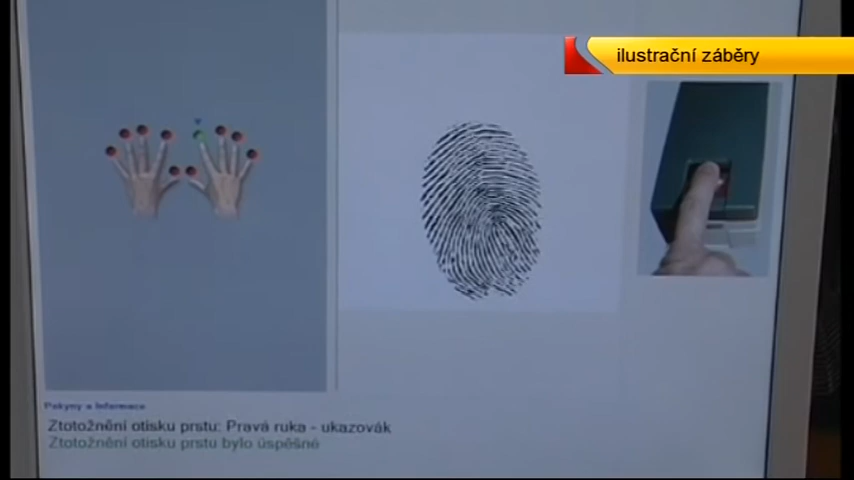 ilustrační záběry
Pokyny a Informace
Ztotožnění otisku prstu: Pravá ruka - ukazovák
Ztotožnění otisku prstu bylo úspěšné